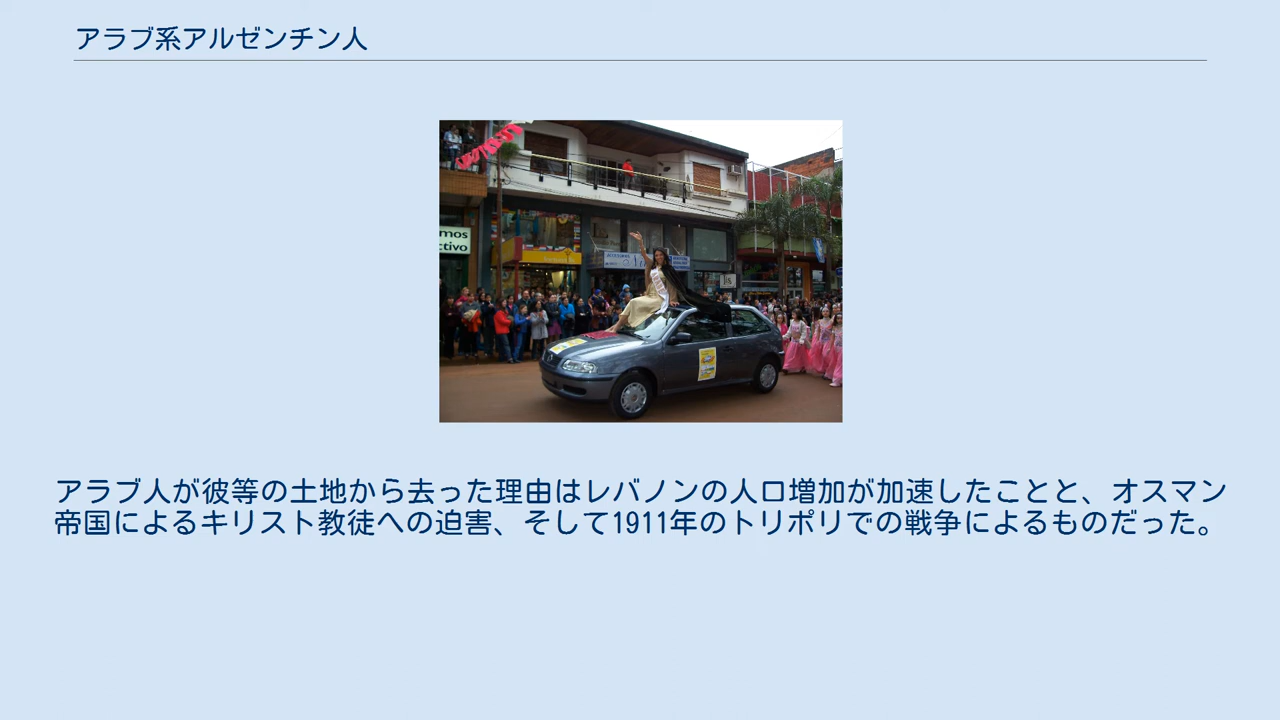 アラブ系アルゼンチン人
mos
ctivo
アラブ人が彼等の土地から去った理由はレバノンの人口増加が加速したことと、オスマン
帝国によるキリスト教徒への迫害、そして1911年のトリポリでの戦争によるものだった。